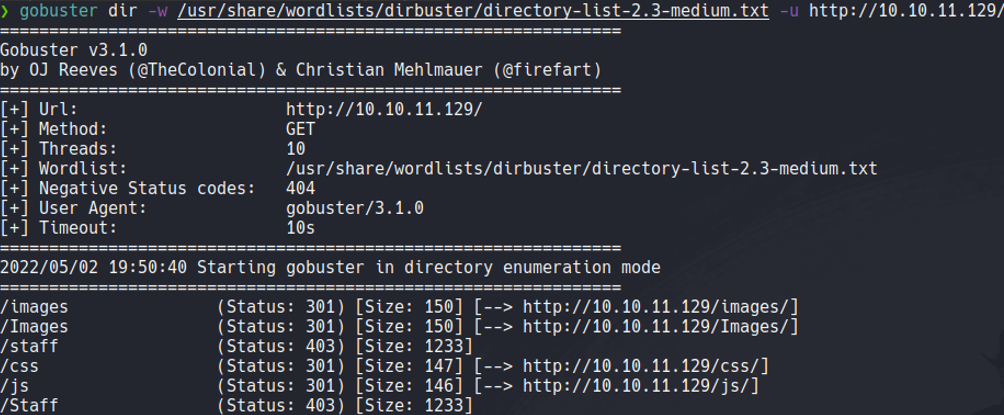 ❯ gobuster dir -w /usr/share/wordlists/dirbuster/directory-list-2.3-medium.txt -u http://10.10.11.129/
===============================================================
Gobuster v3.1.0
by OJ Reeves (@TheColonial) & Christian Mehlmauer (@firefart)
===============================================================
[+] Url:                     http://10.10.11.129/
[+] Method:                  GET
[+] Threads:                 10
[+] Wordlist:                /usr/share/wordlists/dirbuster/directory-list-2.3-medium.txt
[+] Negative Status codes:   404
[+] User Agent:              gobuster/3.1.0
[+] Timeout:                 10s
===============================================================
2022/05/02 19:50:40 Starting gobuster in directory enumeration mode
===============================================================
/images               (Status: 301) [Size: 150] [--> http://10.10.11.129/images/]
/Images               (Status: 301) [Size: 150] [--> http://10.10.11.129/Images/]
/staff                (Status: 403) [Size: 1233]
/css                  (Status: 301) [Size: 147] [--> http://10.10.11.129/css/]
/js                   (Status: 301) [Size: 146] [--> http://10.10.11.129/js/]
/Staff                (Status: 403) [Size: 1233]